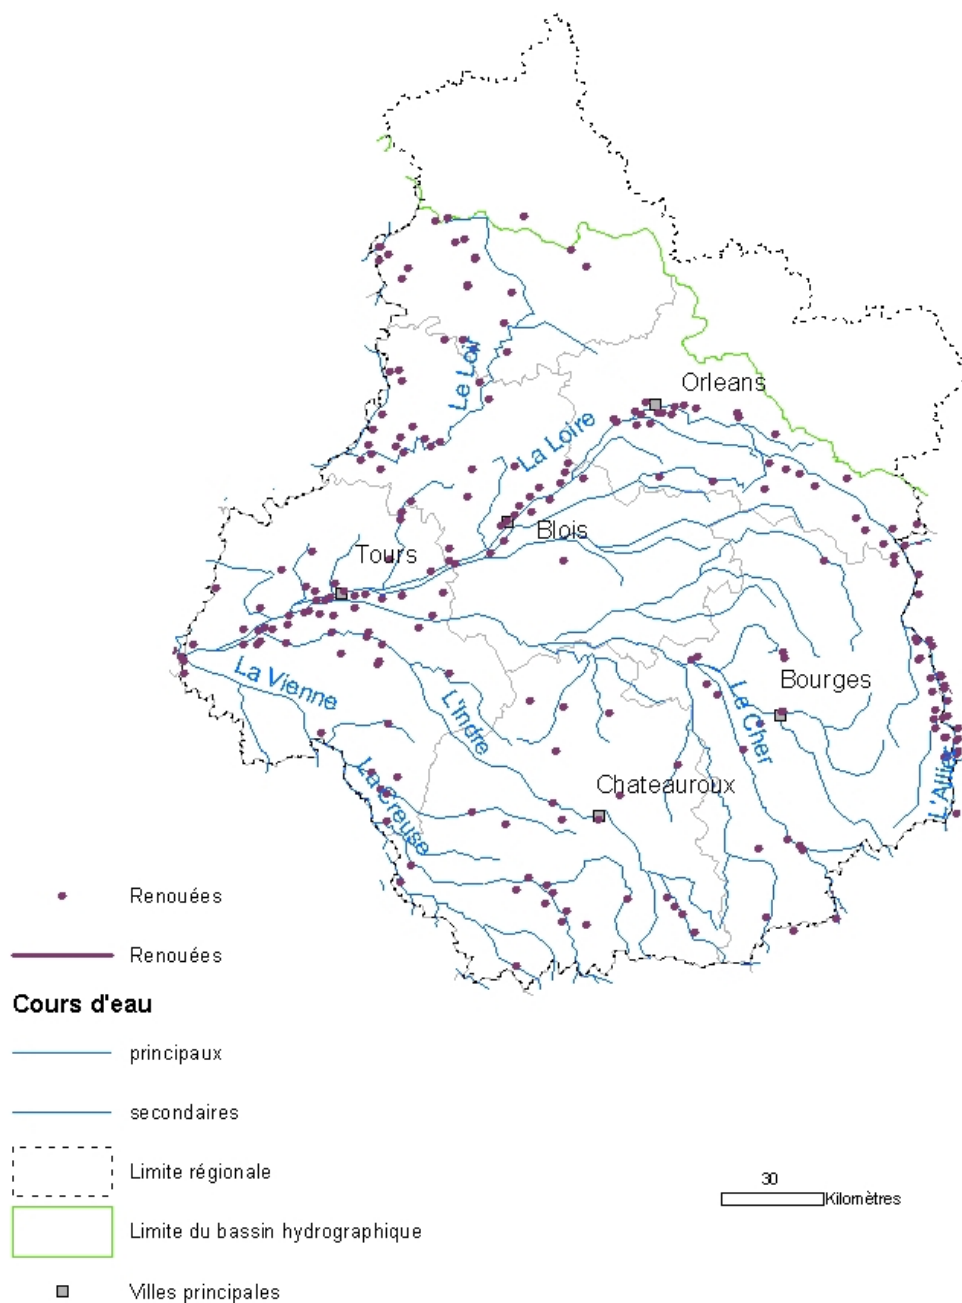 Orleans
Le Loir
La Loire
Blois
Tours
La Vienne
L'Indre
Bourges
Le Cher
Chateauroux
La Creuse
L'Allier
Renouées
Renouées
Cours d'eau
principaux
secondaires
Limite régionale
30
Kilomètres
Limite du bassin hydrographique
Villes principales